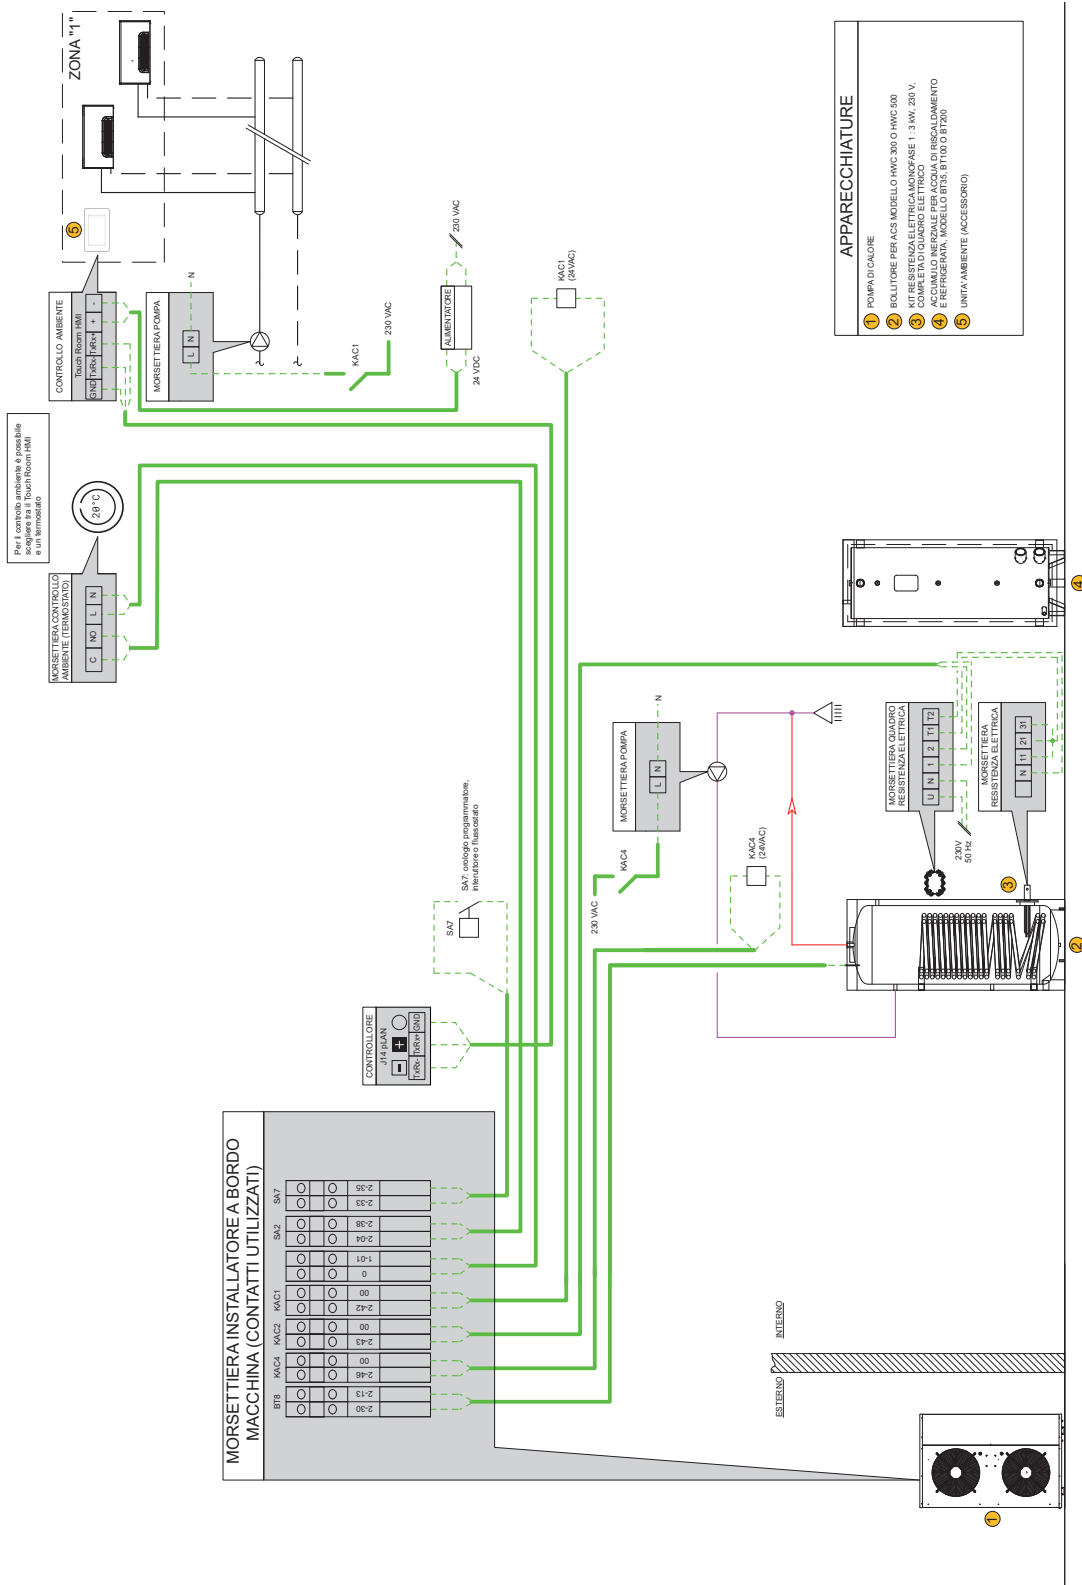 MORSETTIERA INSTALLATORE A BORDO
MACCHINA (CONTATTI UTILIZZATI)
BT8
KAC4
KAC2
KAC1
SA2
SA7
2-30
2-13
2-46
00
2-43
00
2-42
00
0
1-01
2-04
2-38
2-33
2-35
CONTROLLORE
J14 pLAN
TxRx-
TxRx+
GND
SA7
SA7: orologio programmatore,
interruttore o flussostato
MORSETTIERA CONTROLLO
AMBIENTE (TERMOSTATO)
C
NO
L
N
20°C
Per il controllo ambiente è possibile
scegliere tra il Touch Room HMI
e un termostato
CONTROLLO AMBIENTE
Touch Room HMI
GND
TxRx-
TxRx+
+
-
ZONA "1"
5
MORSETTIERA POMPA
L
N
N
KAC1
230 VAC
ALIMENTATORE
24 VDC
230 VAC
KAC1
(24VAC)
230 VAC
KAC4
MORSETTIERA POMPA
L
N
N
KAC4
(24VAC)
MORSETTIERA QUADRO
RESISTENZA ELETTRICA
U
N
1
2
T1
T2
230V
50 Hz
MORSETTIERA
RESISTENZA ELETTRICA
N
11
21
31
3
2
4
ESTERNO
INTERNO
1
APPARECCHIATURE
1 POMPA DI CALORE
2 BOLLITORE PER ACS MODELLO HWC 300 O HWC 500
3 KIT RESISTENZA ELETTRICA MONOFASE 1 : 3 kW, 230 V,
COMPLETA DI QUADRO ELETTRICO
4 ACCUMULO INERZIALE PER ACQUA DI RISCALDAMENTO
E REFRIGERATA, MODELLO BT35, BT100 O BT200
5 UNITA' AMBIENTE (ACCESSORIO)